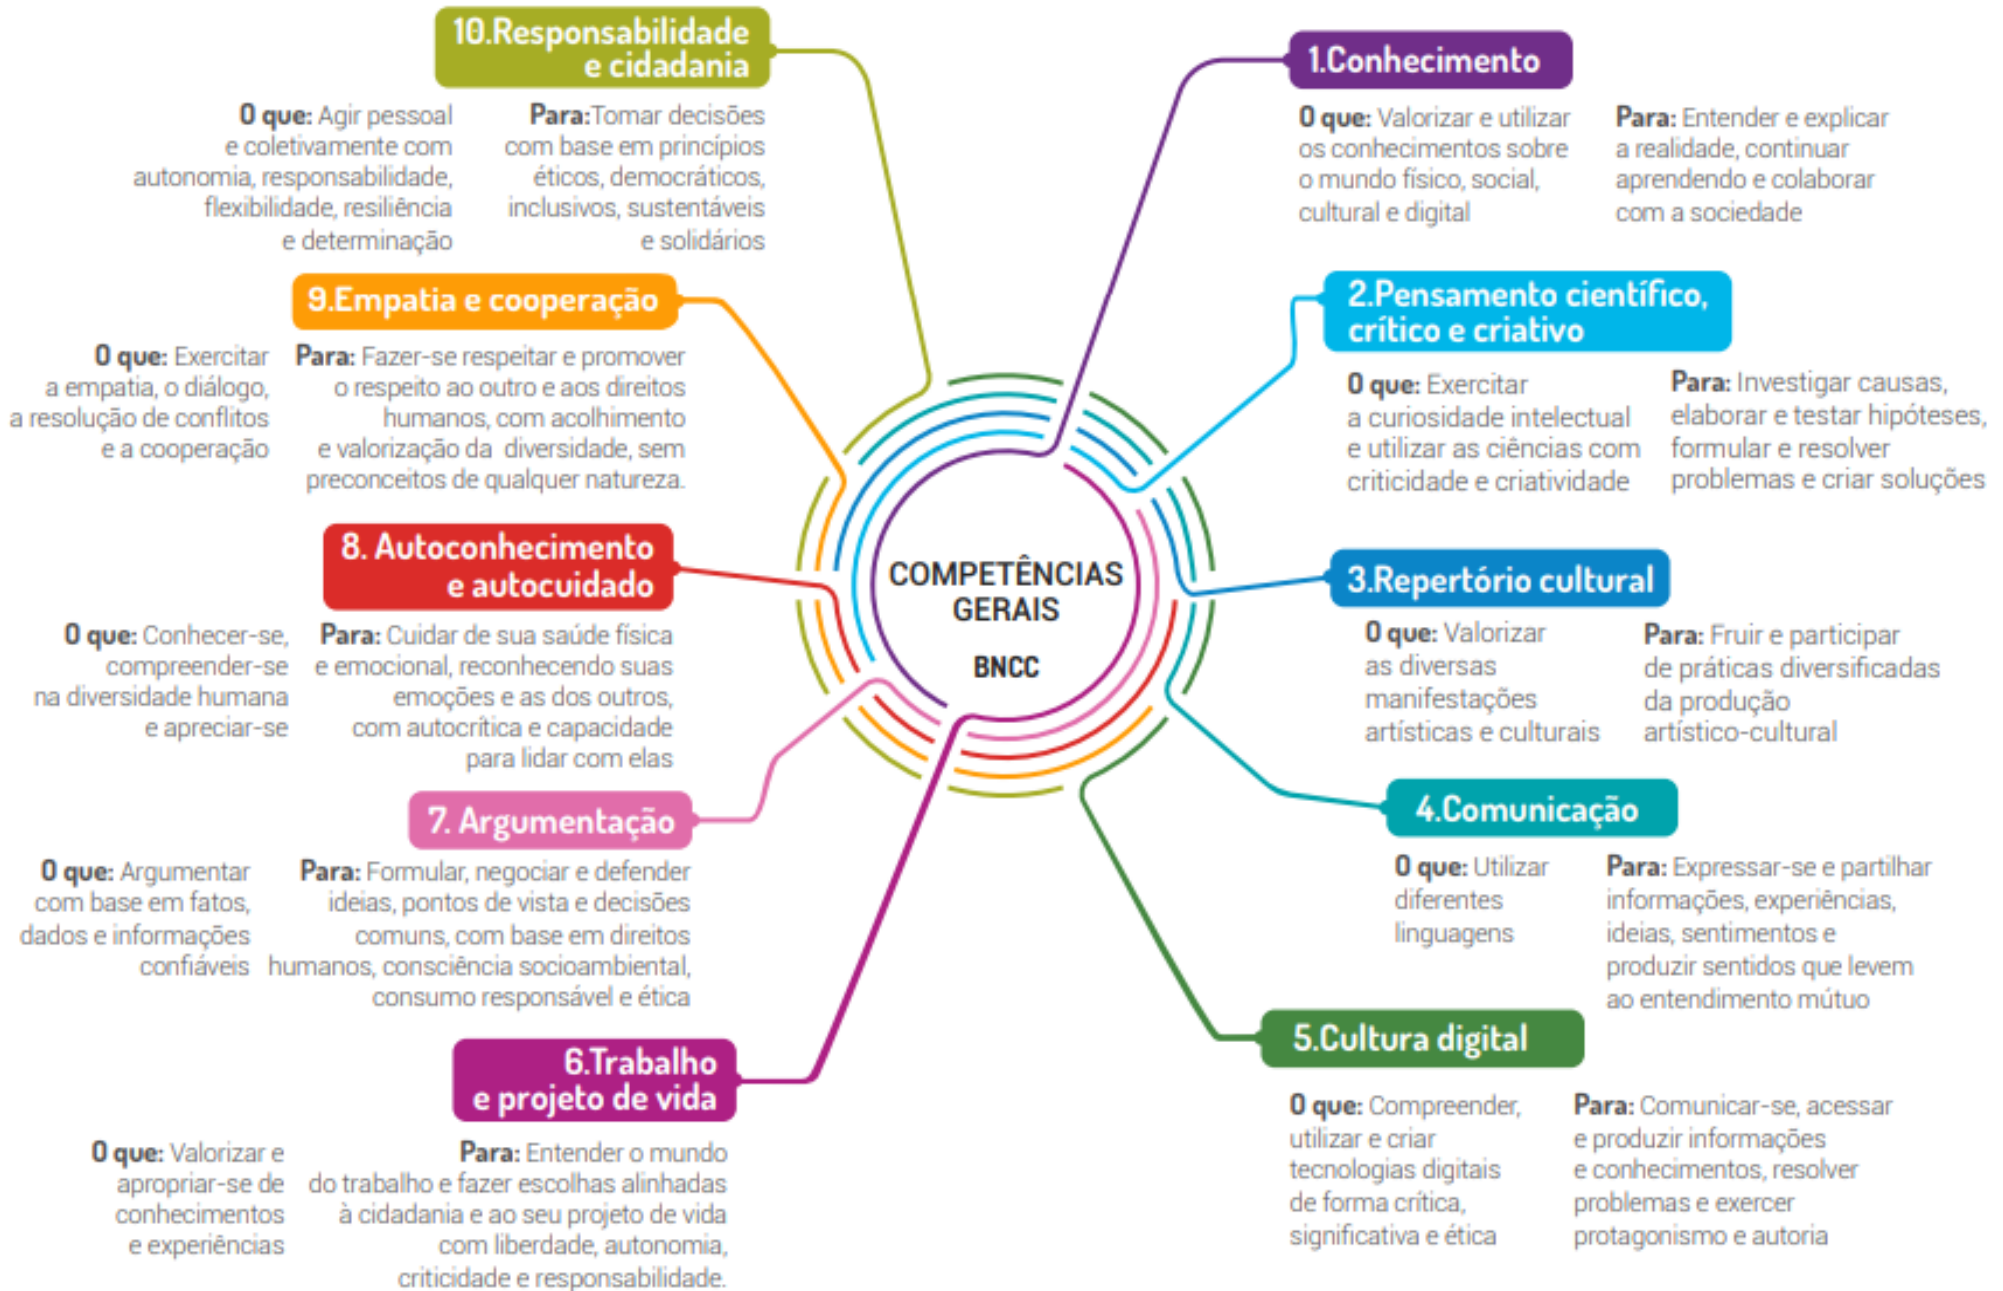 COMPETÊNCIAS
GERAIS
BNCC
1.Conhecimento
O que: Valorizar e utilizar
os conhecimentos sobre
o mundo físico, social,
cultural e digital
Para: Entender e explicar
a realidade, continuar
aprendendo e colaborar
com a sociedade
2.Pensamento científico,
crítico e criativo
O que: Exercitar
a curiosidade intelectual
e utilizar as ciências com
criticidade e criatividade
Para: Investigar causas,
elaborar e testar hipóteses,
formular e resolver
problemas e criar soluções
3.Repertório cultural
O que: Valorizar
as diversas
manifestações
artísticas e culturais
Para: Fruir e participar
de práticas diversificadas
da produção
artístico-cultural
4.Comunicação
O que: Utilizar
diferentes
linguagens
Para: Expressar-se e partilhar
informações, experiências,
ideias, sentimentos e
produzir sentidos que levem
ao entendimento mútuo
5.Cultura digital
O que: Compreender,
utilizar e criar
tecnologias digitais
de forma crítica,
significativa e ética
Para: Comunicar-se, acessar
e produzir informações
e conhecimentos, resolver
problemas e exercer
protagonismo e autoria
6.Trabalho
e projeto de vida
O que: Valorizar e
apropriar-se de
conhecimentos
e experiências
Para: Entender o mundo
do trabalho e fazer escolhas alinhadas
à cidadania e ao seu projeto de vida
com liberdade, autonomia,
criticidade e responsabilidade.
7. Argumentação
O que: Argumentar
com base em fatos,
dados e informações
confiáveis
Para: Formular, negociar e defender
ideias, pontos de vista e decisões
comuns, com base em direitos
humanos, consciência socioambiental,
consumo responsável e ética
8. Autoconhecimento
e autocuidado
O que: Conhecer-se,
compreender-se
na diversidade humana
e apreciar-se
Para: Cuidar de sua saúde física
e emocional, reconhecendo suas
emoções e as dos outros,
com autocrítica e capacidade
para lidar com elas
9.Empatia e cooperação
O que: Exercitar
a empatia, o diálogo,
a resolução de conflitos
e a cooperação
Para: Fazer-se respeitar e promover
o respeito ao outro e aos direitos
humanos, com acolhimento
e valorização da diversidade, sem
preconceitos de qualquer natureza.
10.Responsabilidade
e cidadania
O que: Agir pessoal
e coletivamente com
autonomia, responsabilidade,
flexibilidade, resiliência
e determinação
Para:Tomar decisões
com base em princípios
éticos, democráticos,
inclusivos, sustentáveis
e solidários